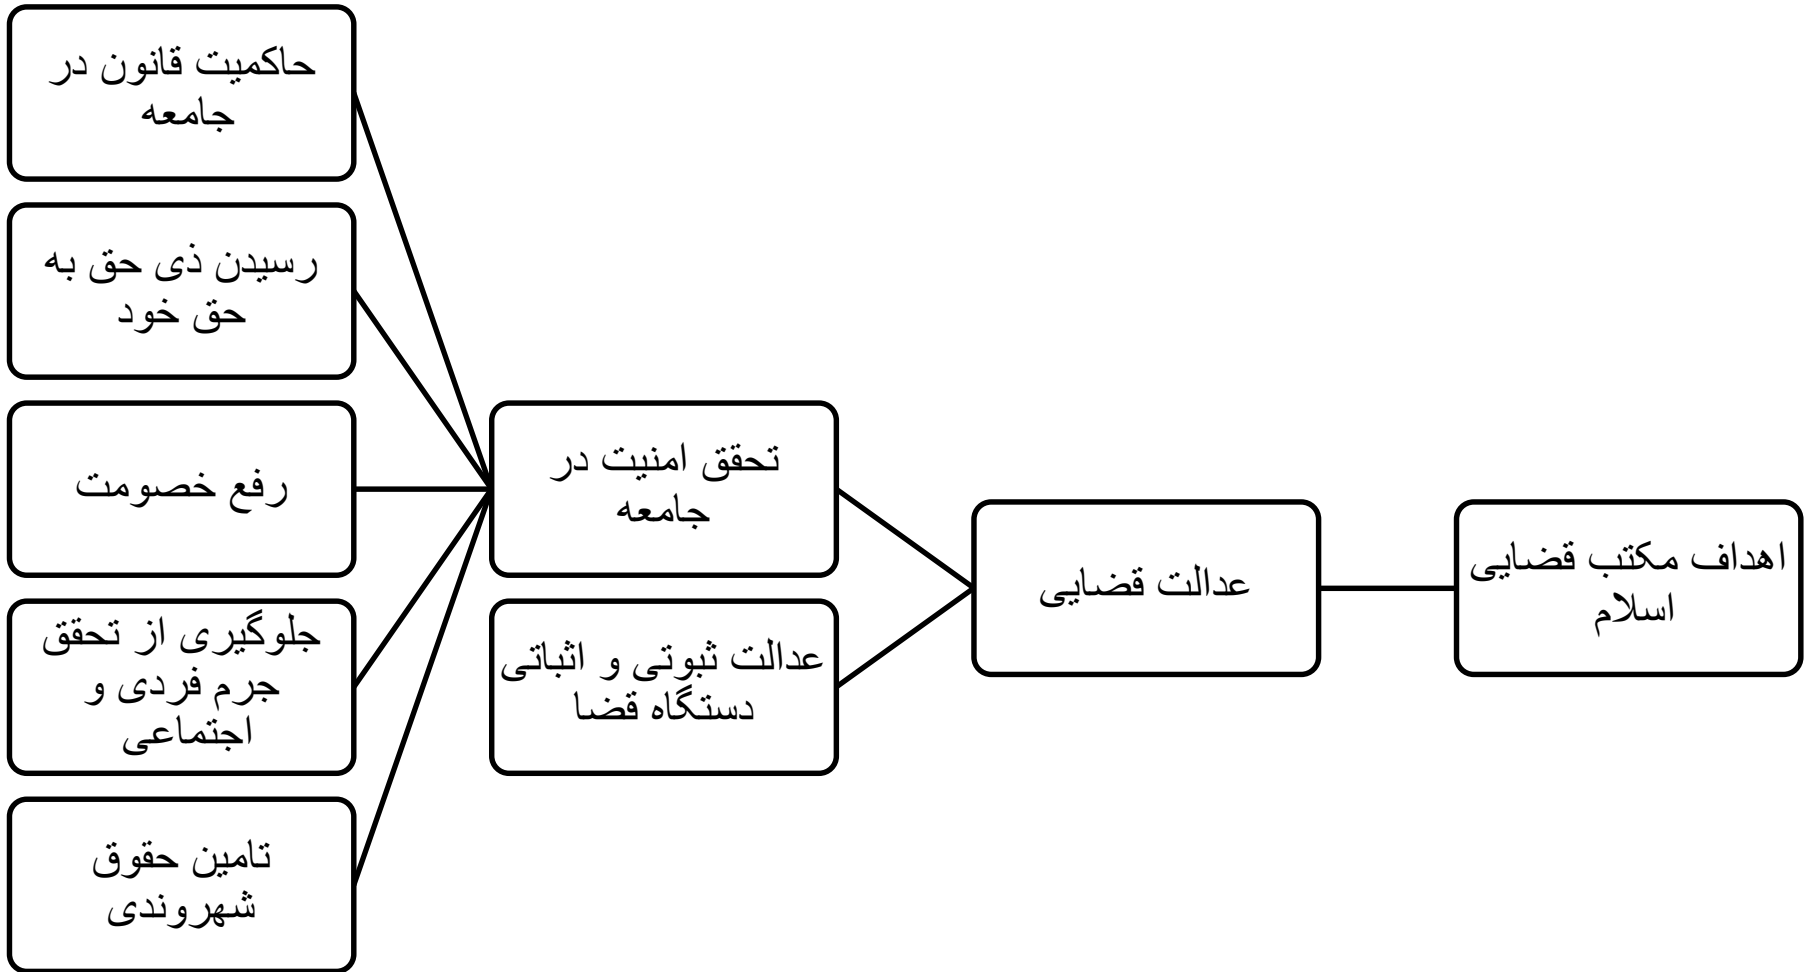 اهداف مکتب قضایی
اسلام
عدالت قضایی
تحقق امنیت در
جامعه
حاکمیت قانون در
جامعه
رسیدن ذی حق به
حق خود
رفع خصومت
جلوگیری از تحقق
جرم فردی و
اجتماعی
تامین حقوق
شهروندی
عدالت ثبوتی و اثباتی
دستگاه قضا